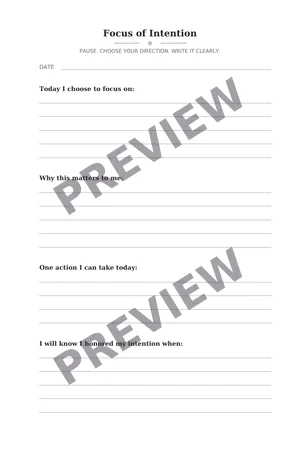 Focus of Intention
PAUSE. CHOOSE YOUR DIRECTION. WRITE IT CLEARLY.
DATE
Today I choose to focus on:
PREVIEW
Why this matters to me:
One action I can take today:
PREVIEW
I will know I honored my intention when: